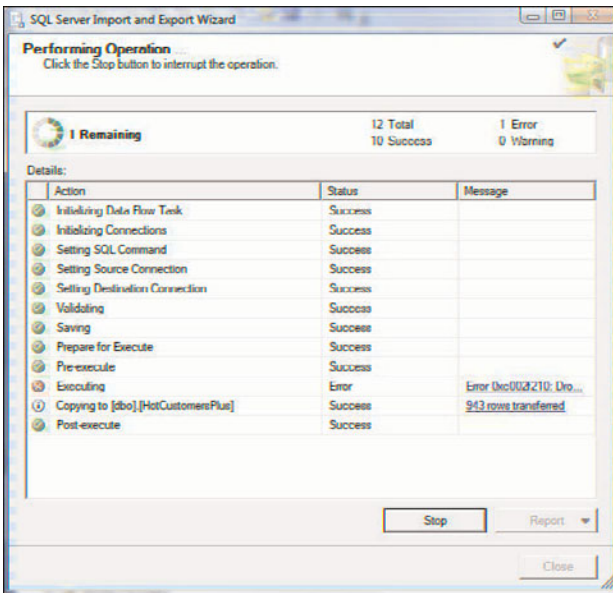 SQL Server Import and Export Wizard
Performing Operation ...
Click the Stop button to interrupt the operation.
1 Remaining
12 Total
10 Success
1 Error
0 Warning
Details:
Action Status Message
Initializing Data Flow Task Success
Initializing Connections Success
Setting SQL Command Success
Setting Source Connection Success
Setting Destination Connection Success
Validating Success
Saving Success
Prepare for Execute Success
Pre-execute Success
Executing Error Error 0xc002f210: Dro...
Copying to [dbo].[HotCustomersPlus] Success 943 rows transferred
Post-execute Success
Stop
Report
Close